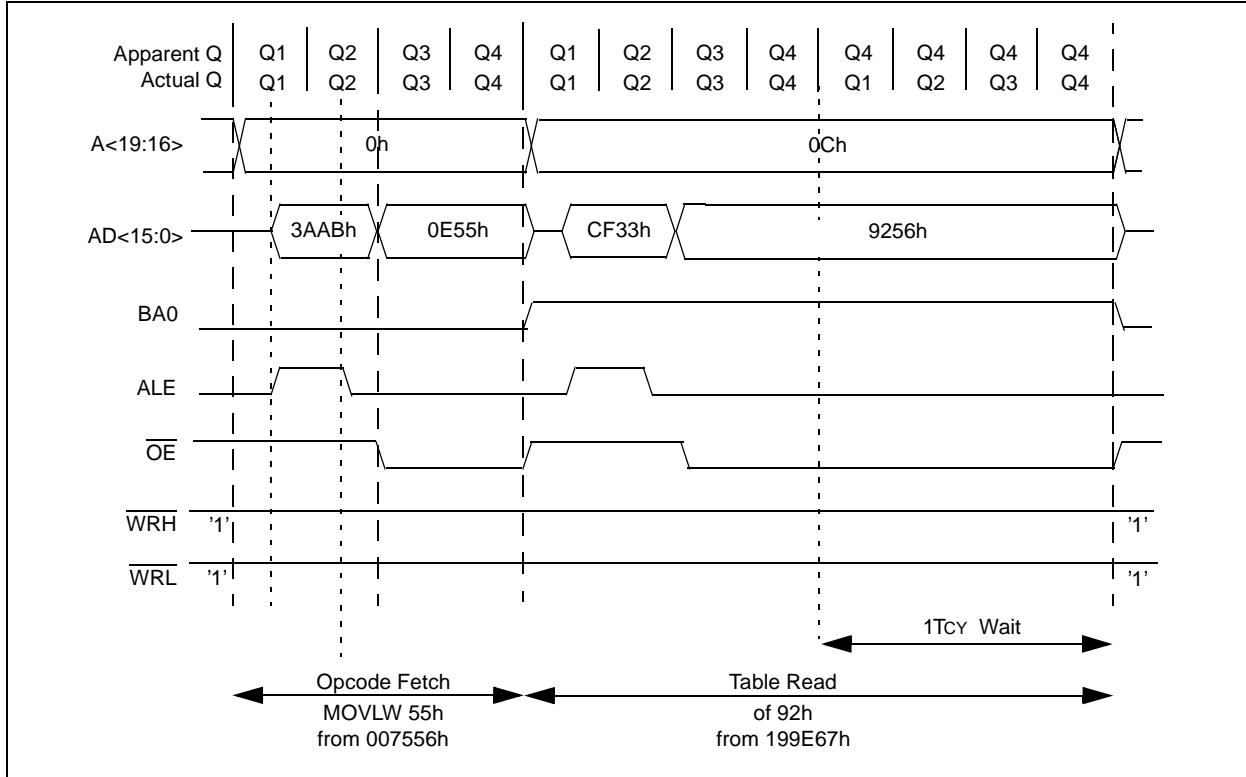 Apparent Q Q1 Q2 Q3 Q4 Q1 Q2 Q3 Q4 Q4 Q4 Q4 Q4
Actual Q Q1 Q2 Q3 Q4 Q1 Q2 Q3 Q4 Q1 Q2 Q3 Q4
A<19:16> 0h 0Ch
AD<15:0> 3AABh 0E55h CF33h 9256h
BA0
ALE
OE
WRH '1' '1'
WRL '1' '1'
1TCY Wait
Opcode Fetch Table Read
MOVLW 55h of 92h
from 007556h from 199E67h